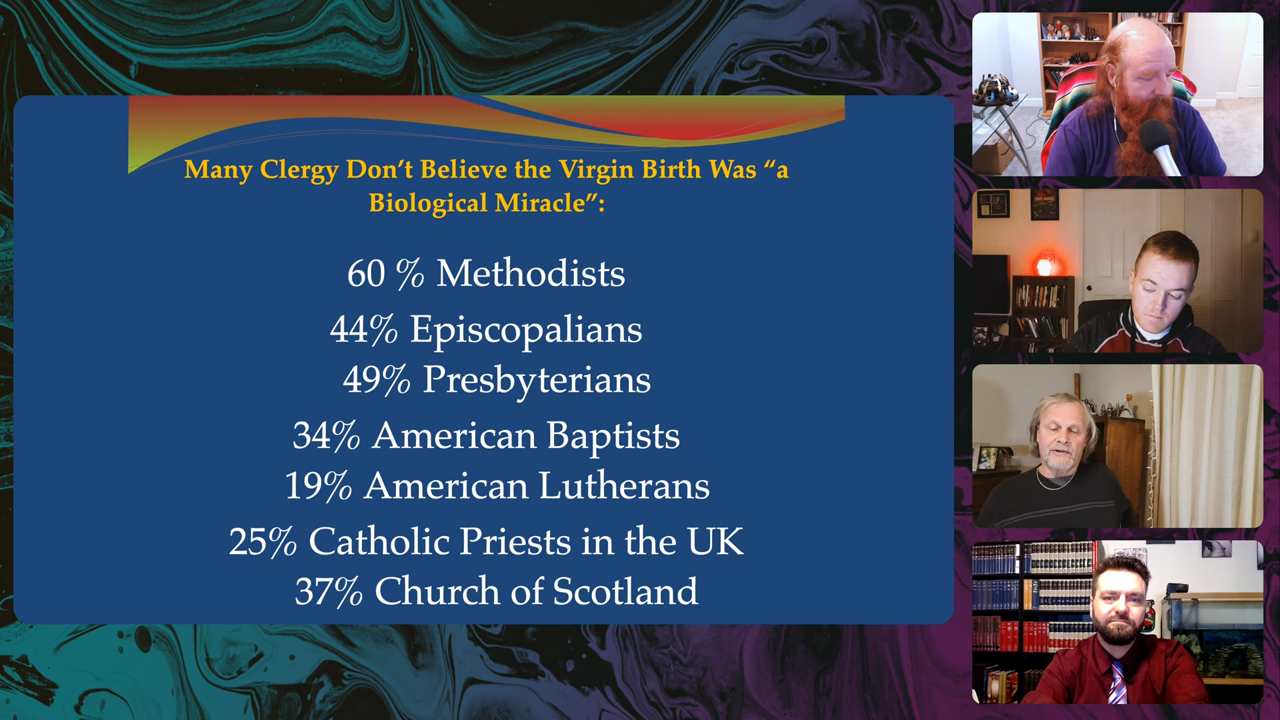 Many Clergy Don’t Believe the Virgin Birth Was “a
Biological Miracle”:
60 % Methodists
44% Episcopalians
49% Presbyterians
34% American Baptists
19% American Lutherans
25% Catholic Priests in the UK
37% Church of Scotland